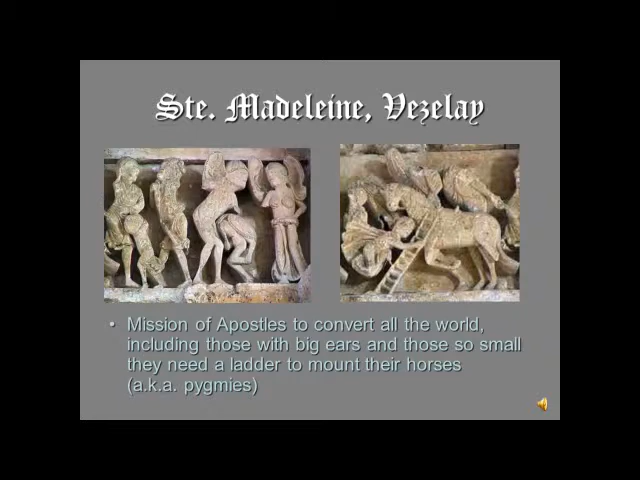 Ste. Madeleine, Vezelay
• Mission of Apostles to convert all the world,
including those with big ears and those so small
they need a ladder to mount their horses
(a.k.a. pygmies)